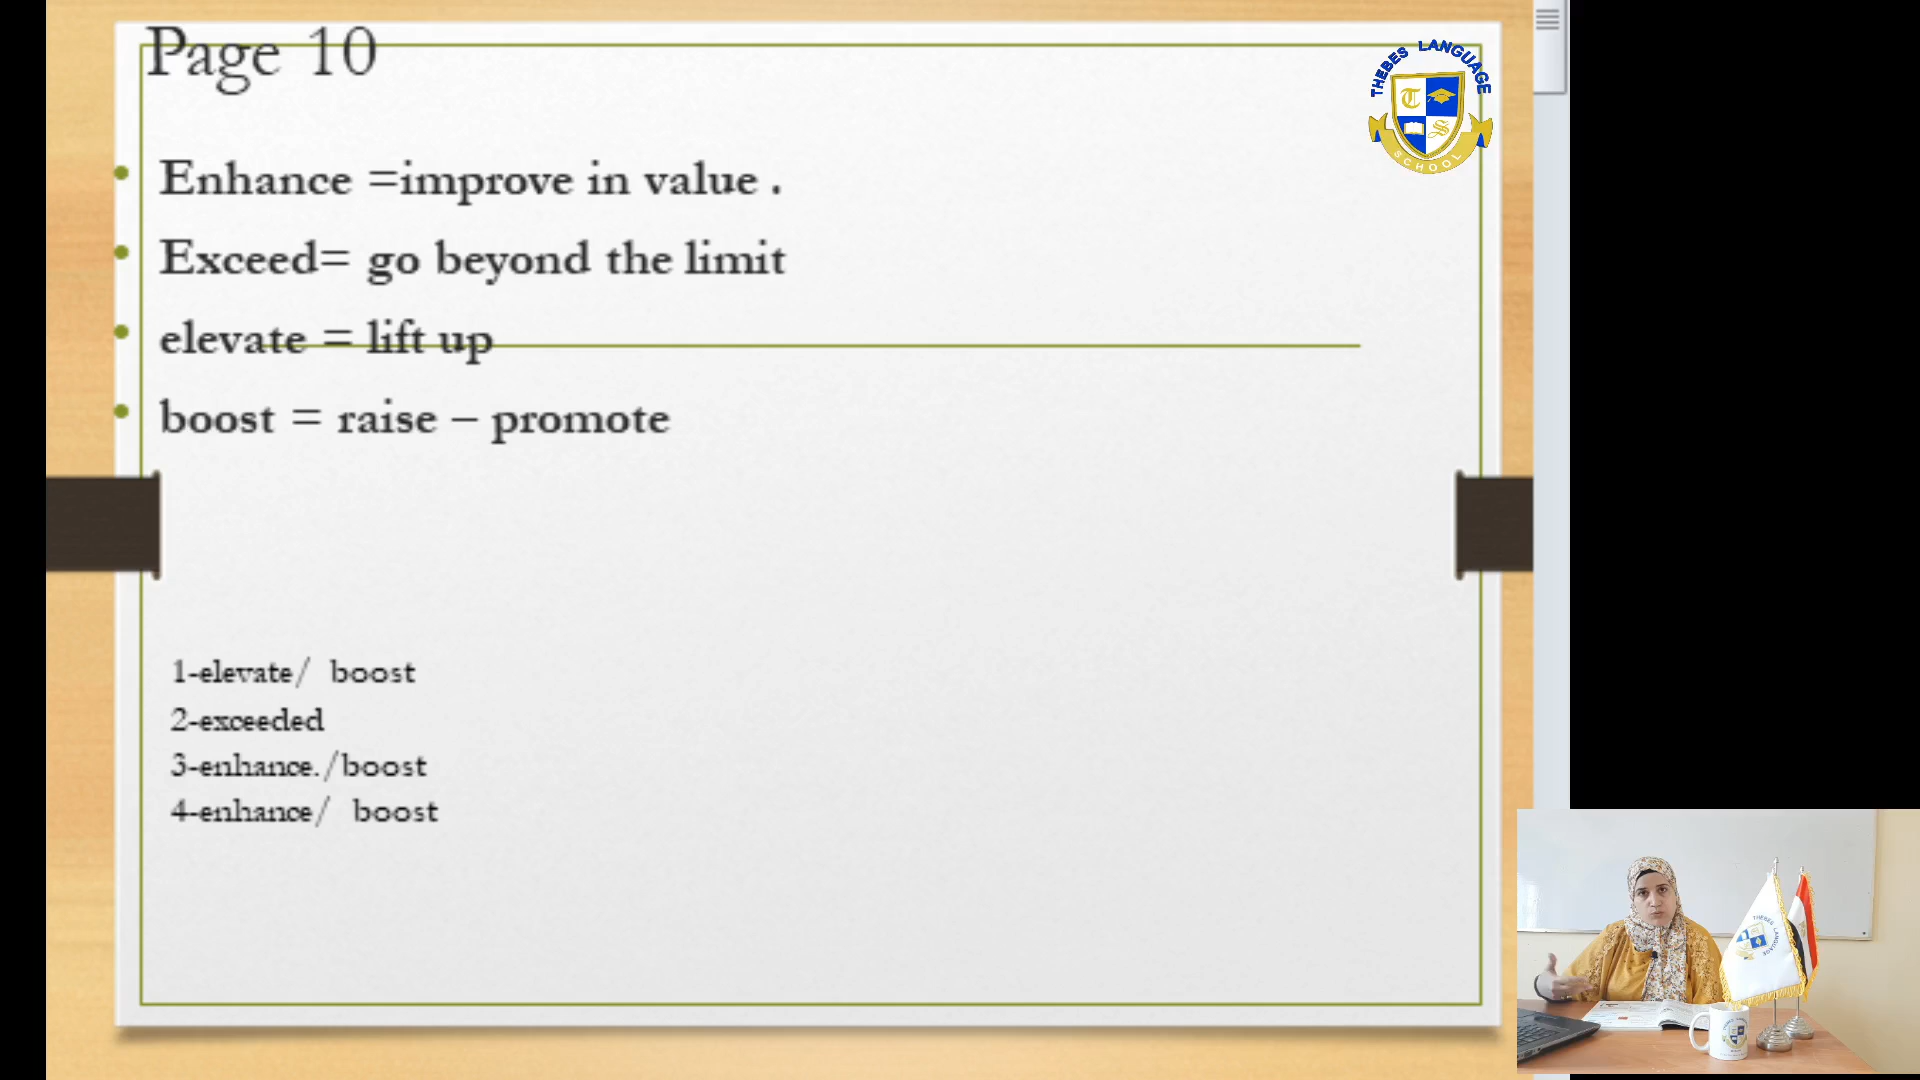 Page 10
THEBES LANGUAGE
SCHOOL
Enhance =improve in value .
Exceed= go beyond the limit
elevate = lift up
boost = raise – promote
1-elevate/ boost
2-exceeded
3-enhance./boost
4-enhance/ boost